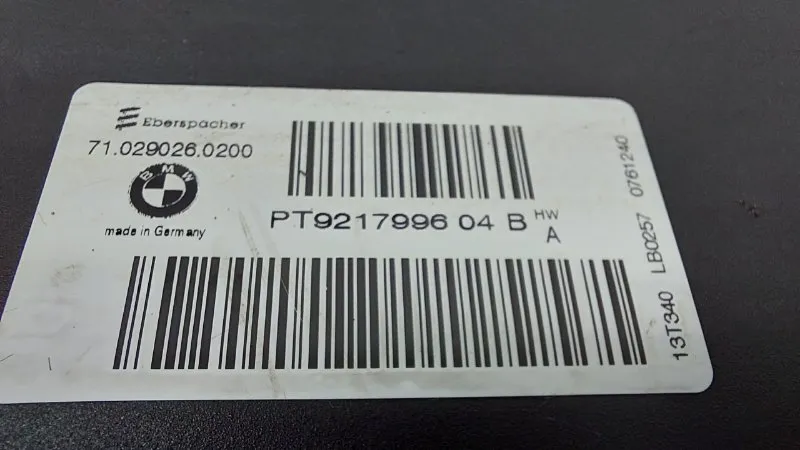 Eberspächer
71.029026.0200
BMW
made in Germany
PT9217996 04 B HW A
13T340 LB0257 0761240